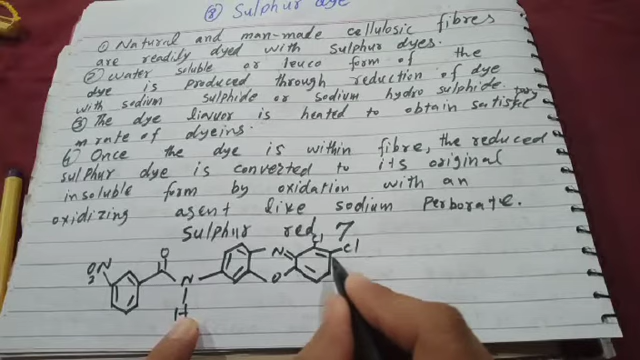 ⑧ Sulphur dye
① Natural and man-made cellulosic fibres
are readily dyed with sulphur dyes.
② water soluble or leuco form of the
dye is produced through reduction of dye
with sodium sulphide or sodium hydro sulphide.
③ The dye liquor is heated to obtain satisfactory
rate of dyeins.
④ Once the dye is within fibre, the reduced
sulphur dye is converted to its original
insoluble form by oxidation with an
oxidizing agent like sodium perborate.
Sulphur red 7
O₂N O N H N O Cl Cl